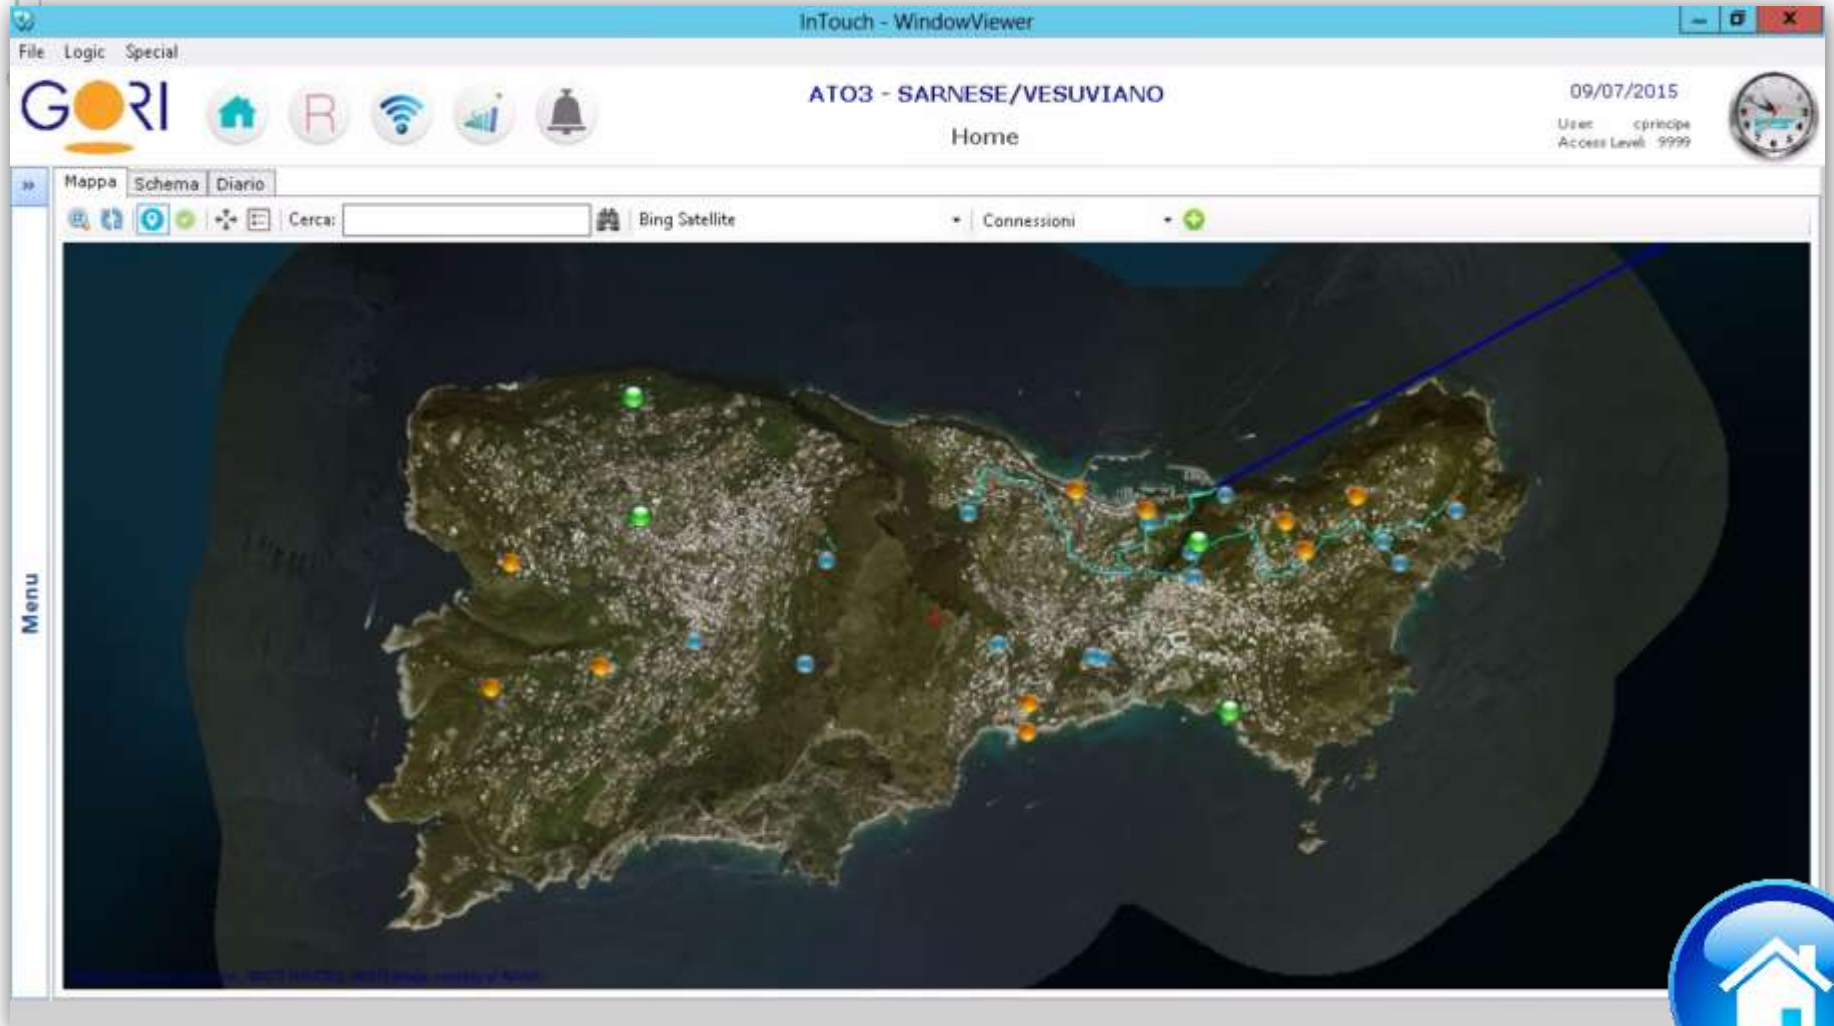 InTouch - WindowViewer
File Logic Special
GORI
R
ATO3 - SARNESE/VESUVIANO
Home
09/07/2015
User: cprincipe
Access Level: 9999
Mappa Schema Diario
Cerca: Bing Satellite Connessioni
Menu